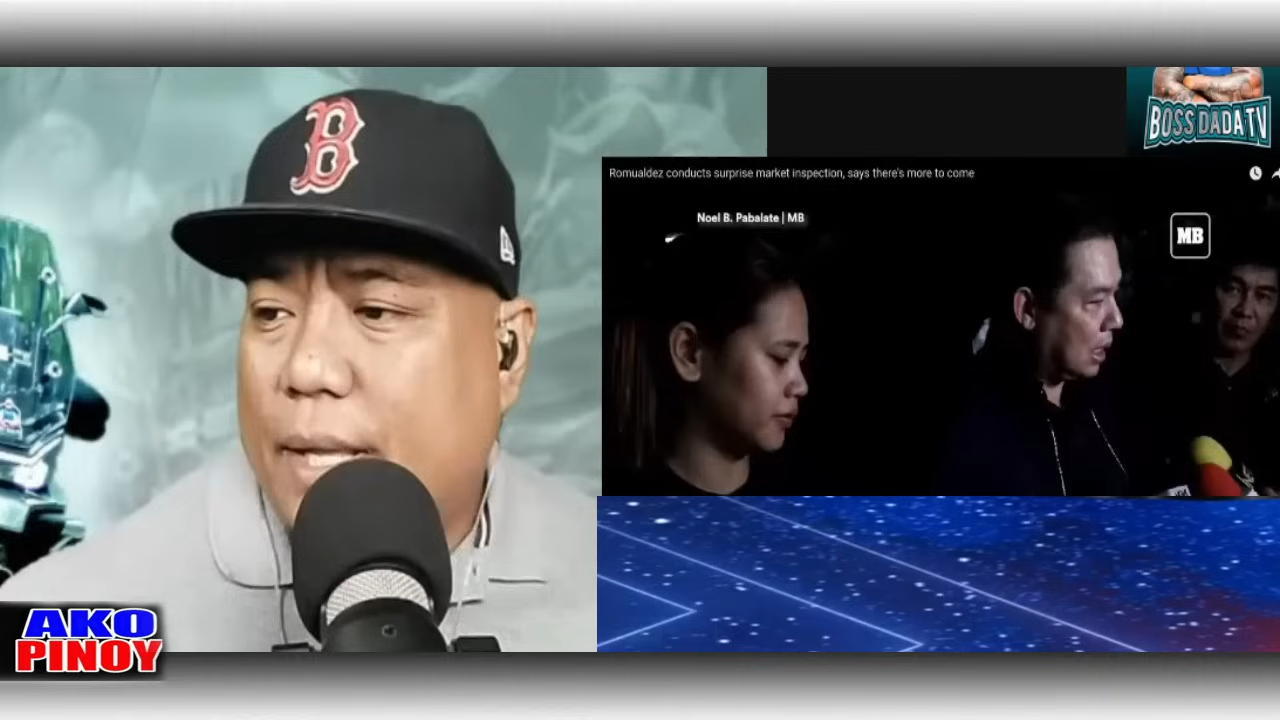 B
BOSS DADA TV
Romualdez conducts surprise market inspection, says there's more to come
Noel B. Pabalate | MB
MB
AKO
PINOY